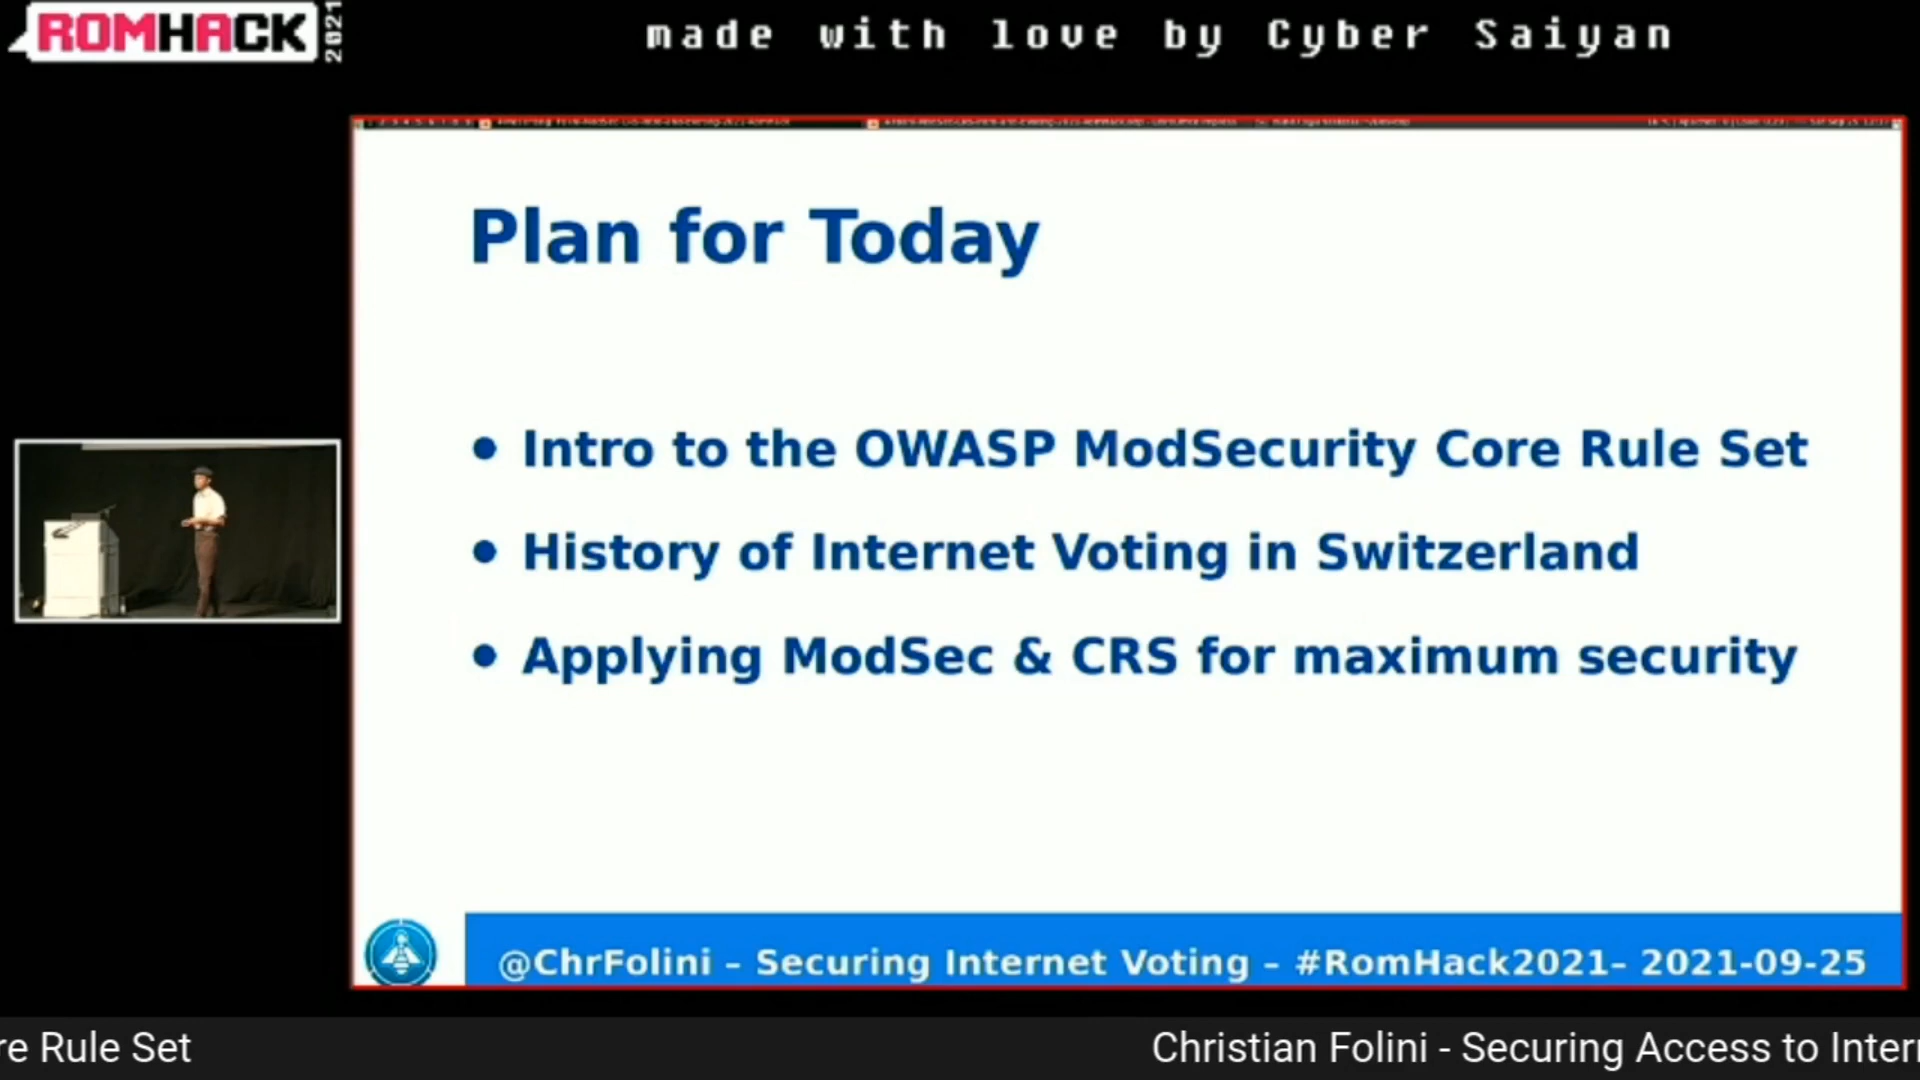 ROMHACK 2021
made with love by Cyber Saiyan
Plan for Today
• Intro to the OWASP ModSecurity Core Rule Set
• History of Internet Voting in Switzerland
• Applying ModSec & CRS for maximum security
@ChrFolini – Securing Internet Voting – #RomHack2021– 2021-09-25
re Rule Set
Christian Folini - Securing Access to Inter